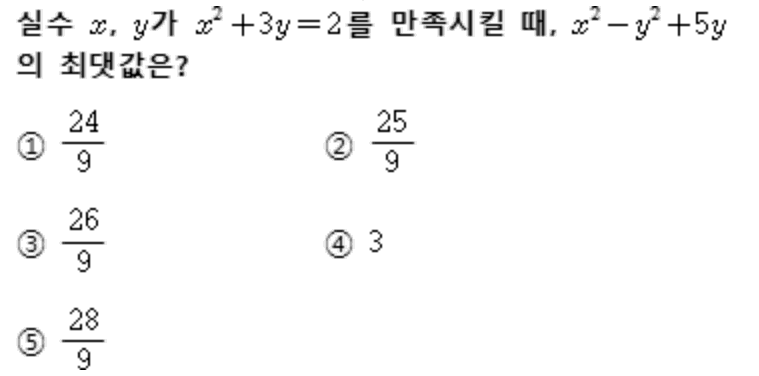 실수 x, y가 x²+3y=2를 만족시킬 때, x²-y²+5y
의 최댓값은?
① 24/9 ② 25/9
③ 26/9 ④ 3
⑤ 28/9